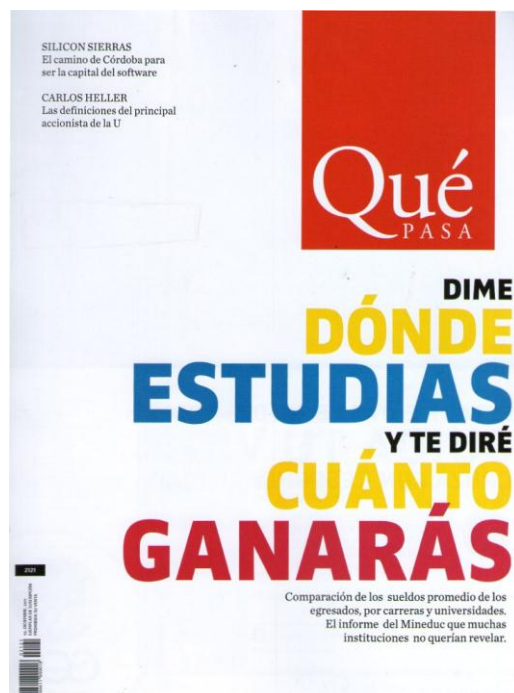 SILICON SIERRAS
El camino de Córdoba para
ser la capital del software
CARLOS HELLER
Las definiciones del principal
accionista de la U
Qué
PASA
DIME
DÓNDE
ESTUDIAS
Y TE DIRÉ
CUÁNTO
GANARÁS
Comparación de los sueldos promedio de los
egresados, por carreras y universidades.
El informe del Mineduc que muchas
instituciones no querían revelar.
2121